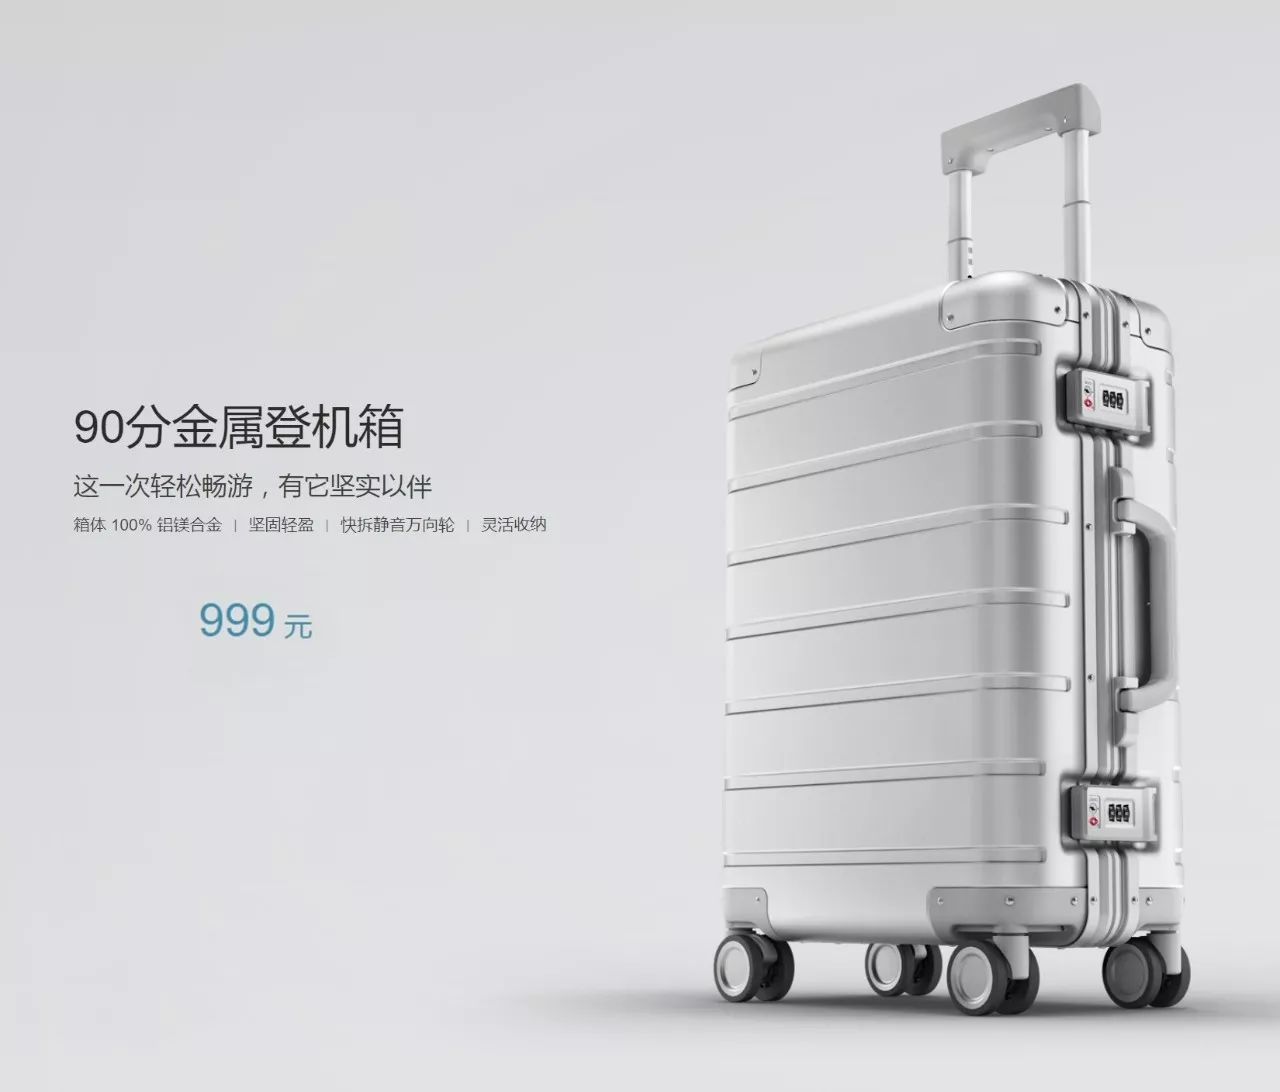 90分金属登机箱
这一次轻松畅游，有它坚实以伴
箱体 100% 铝镁合金 | 坚固轻盈 | 快拆静音万向轮 | 灵活收纳
999 元